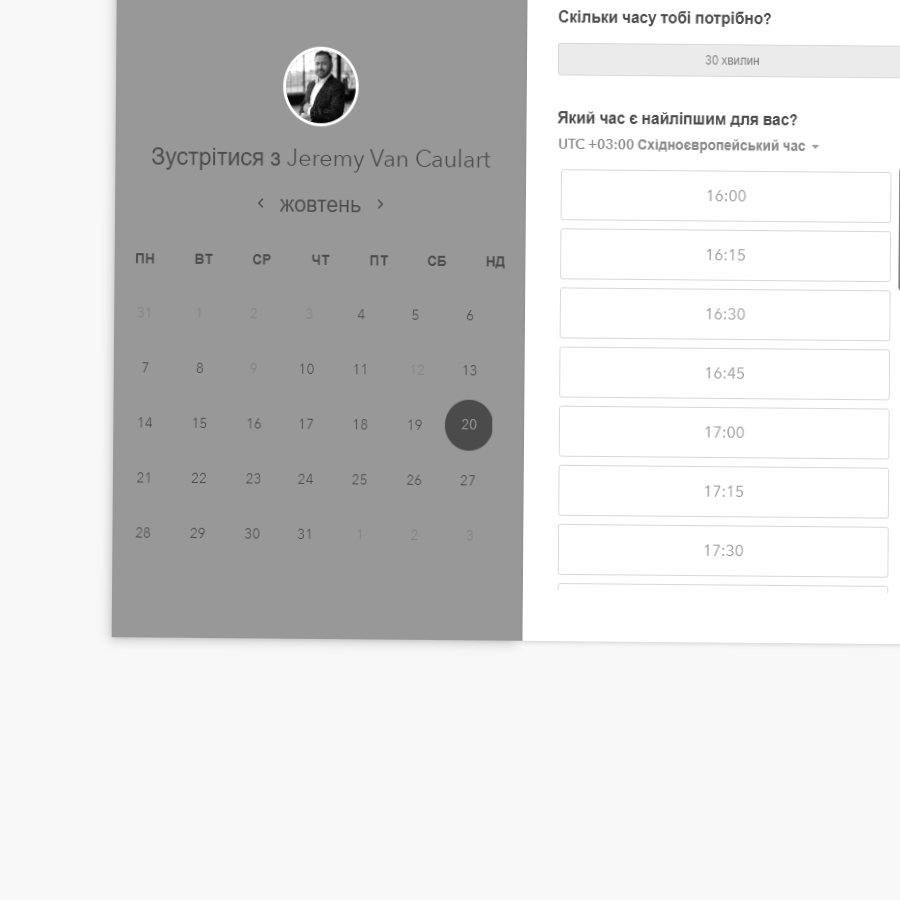 Зустрітися з Jeremy Van Caulart
жовтень
ПН ВТ СР ЧТ ПТ СБ НД
31 1 2 3 4 5 6
7 8 9 10 11 12 13
14 15 16 17 18 19 20
21 22 23 24 25 26 27
28 29 30 31 1 2 3
Скільки часу тобі потрібно?
30 хвилин
Який час є найліпшим для вас?
UTC +03:00 Східноєвропейський час
16:00
16:15
16:30
16:45
17:00
17:15
17:30